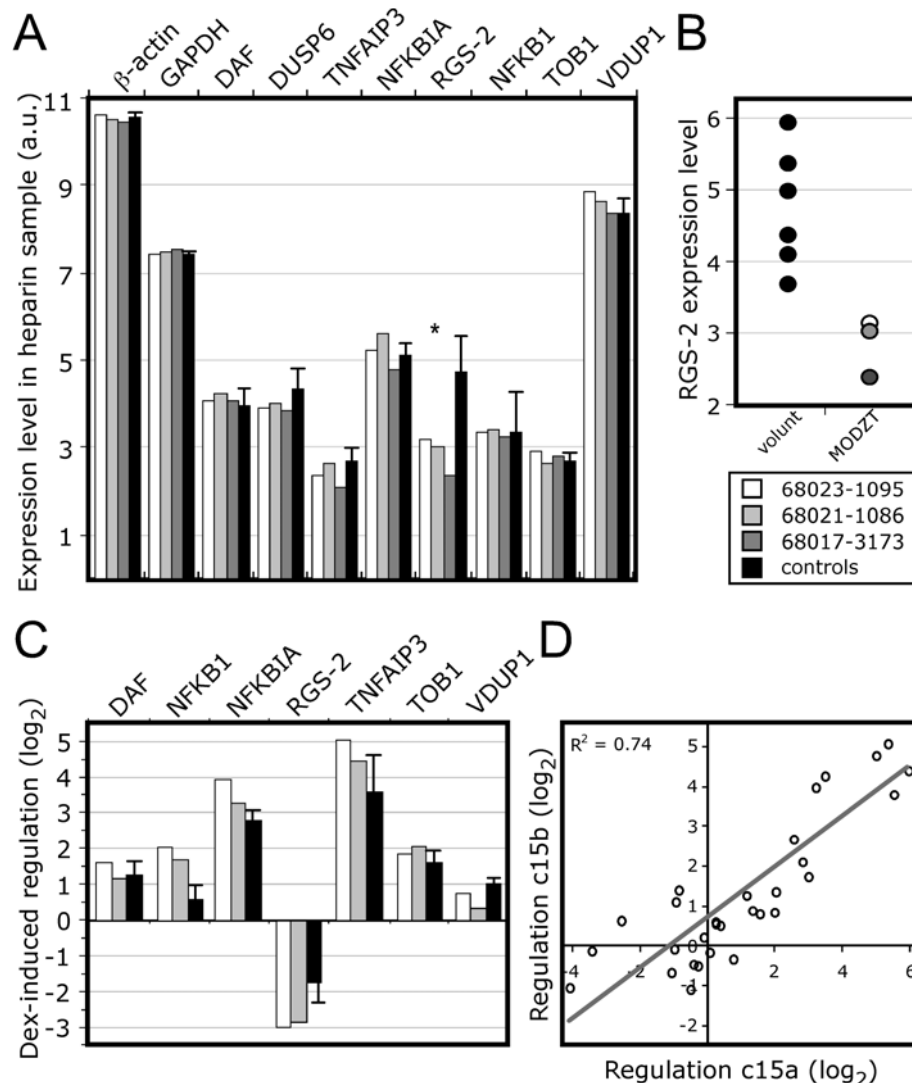 A
β-actin
GAPDH
DAF
DUSP6
TNFAIP3
NFKBIA
RGS-2
NFKB1
TOB1
VDUP1
Expression level in heparin sample (a.u.)
11
9
7
5
3
1
*
B
RGS-2 expression level
6
5
4
3
2
volunt
MODZT
68023-1095
68021-1086
68017-3173
controls
C
DAF
NFKB1
NFKBIA
RGS-2
TNFAIP3
TOB1
VDUP1
Dex-induced regulation (log2)
5
4
3
2
1
0
-1
-2
-3
D
R2 = 0.74
Regulation c15b (log2)
5
4
3
2
1
0
-1
-2
-4
-2
2
4
6
Regulation c15a (log2)